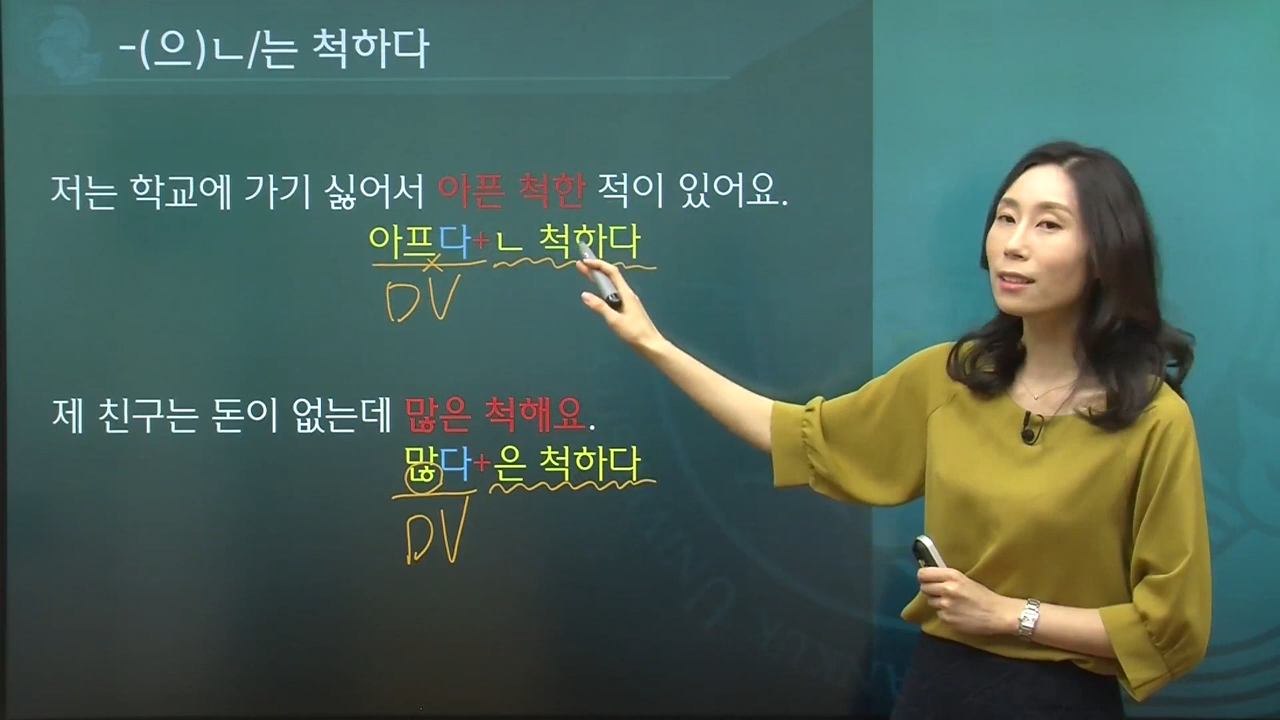 -(으)ㄴ/는 척하다
저는 학교에 가기 싫어서 아픈 척한 적이 있어요.
아프다+ㄴ 척하다
DV
제 친구는 돈이 없는데 많은 척해요.
많다+은 척하다
DV